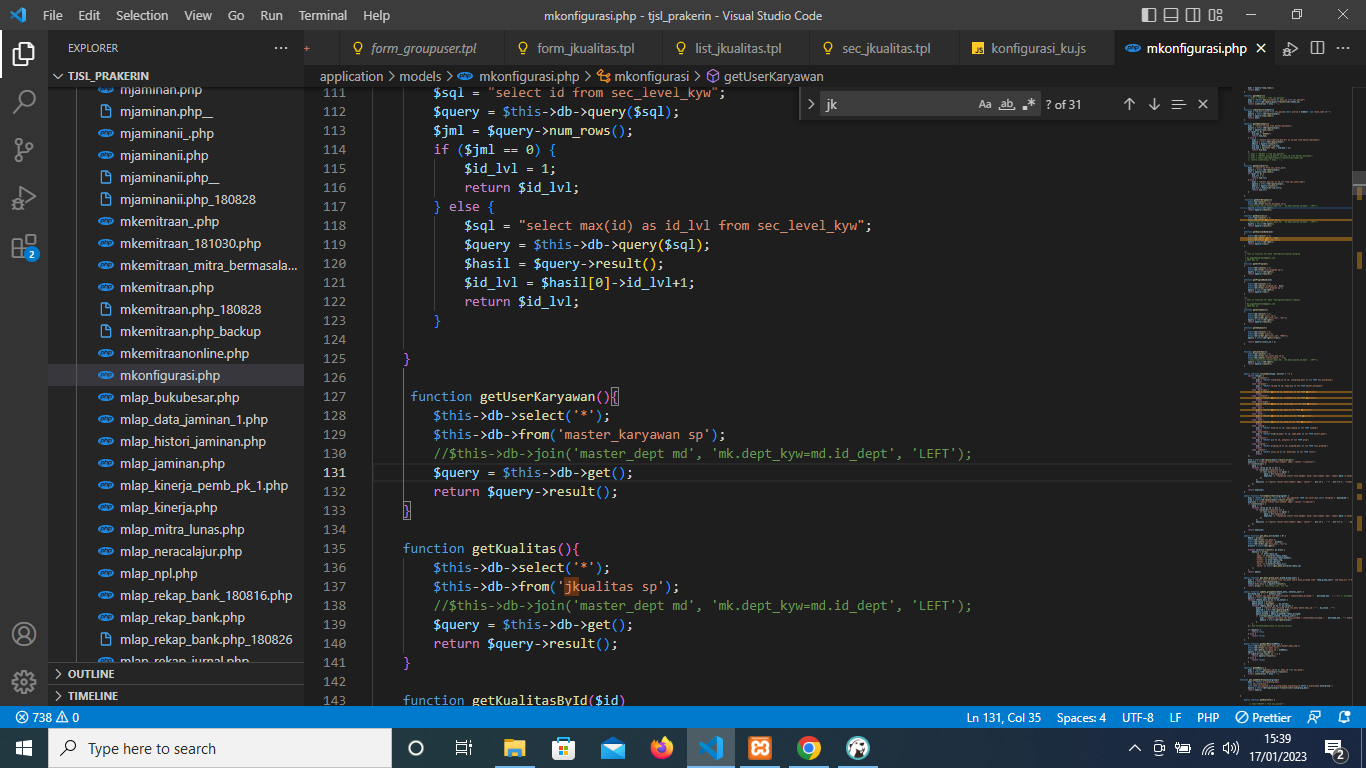 File Edit Selection View Go Run Terminal Help
mkonfigurasi.php - tjsl_prakerin - Visual Studio Code
EXPLORER
form_groupuser.tpl
form_jkualitas.tpl
list_jkualitas.tpl
sec_jkualitas.tpl
JS konfigurasi_ku.js
php mkonfigurasi.php
TJSL_PRAKERIN
mjaminan.php
mjaminan.php__
mjaminanii_.php
mjaminanii.php
mjaminanii.php__
mjaminanii.php_180828
mkemitraan_.php
mkemitraan_181030.php
mkemitraan_mitra_bermasala...
mkemitraan.php
mkemitraan.php_180828
mkemitraan.php_backup
mkemitraanonline.php
mkonfigurasi.php
mlap_bukubesar.php
mlap_data_jaminan_1.php
mlap_histori_jaminan.php
mlap_jaminan.php
mlap_kinerja_pemb_pk_1.php
mlap_kinerja.php
mlap_mitra_lunas.php
mlap_neracalajur.php
mlap_npl.php
mlap_rekap_bank_180816.php
mlap_rekap_bank.php
mlap_rekap_bank.php_180826
mlap_rekap_jurnal.php
OUTLINE
TIMELINE
2
application > models > mkonfigurasi.php > mkonfigurasi > getUserKaryawan
jk
Aa ab .* ? of 31
111 $sql = "select id from sec_level_kyw";
112 $query = $this->db->query($sql);
113 $jml = $query->num_rows();
114 if ($jml == 0) {
115 $id_lvl = 1;
116 return $id_lvl;
117 } else {
118 $sql = "select max(id) as id_lvl from sec_level_kyw";
119 $query = $this->db->query($sql);
120 $hasil = $query->result();
121 $id_lvl = $hasil[0]->id_lvl+1;
122 return $id_lvl;
123 }
124
125 }
126
127 function getUserKaryawan(){
128 $this->db->select('*');
129 $this->db->from('master_karyawan sp');
130 //$this->db->join('master_dept md', 'mk.dept_kyw=md.id_dept', 'LEFT');
131 $query = $this->db->get();
132 return $query->result();
133 }
134
135 function getKualitas(){
136 $this->db->select('*');
137 $this->db->from('jkualitas sp');
138 //$this->db->join('master_dept md', 'mk.dept_kyw=md.id_dept', 'LEFT');
139 $query = $this->db->get();
140 return $query->result();
141 }
142
143 function getKualitasById($id)
738 0
Ln 131, Col 35 Spaces: 4 UTF-8 LF PHP Prettier
Type here to search
15:39
17/01/2023
2